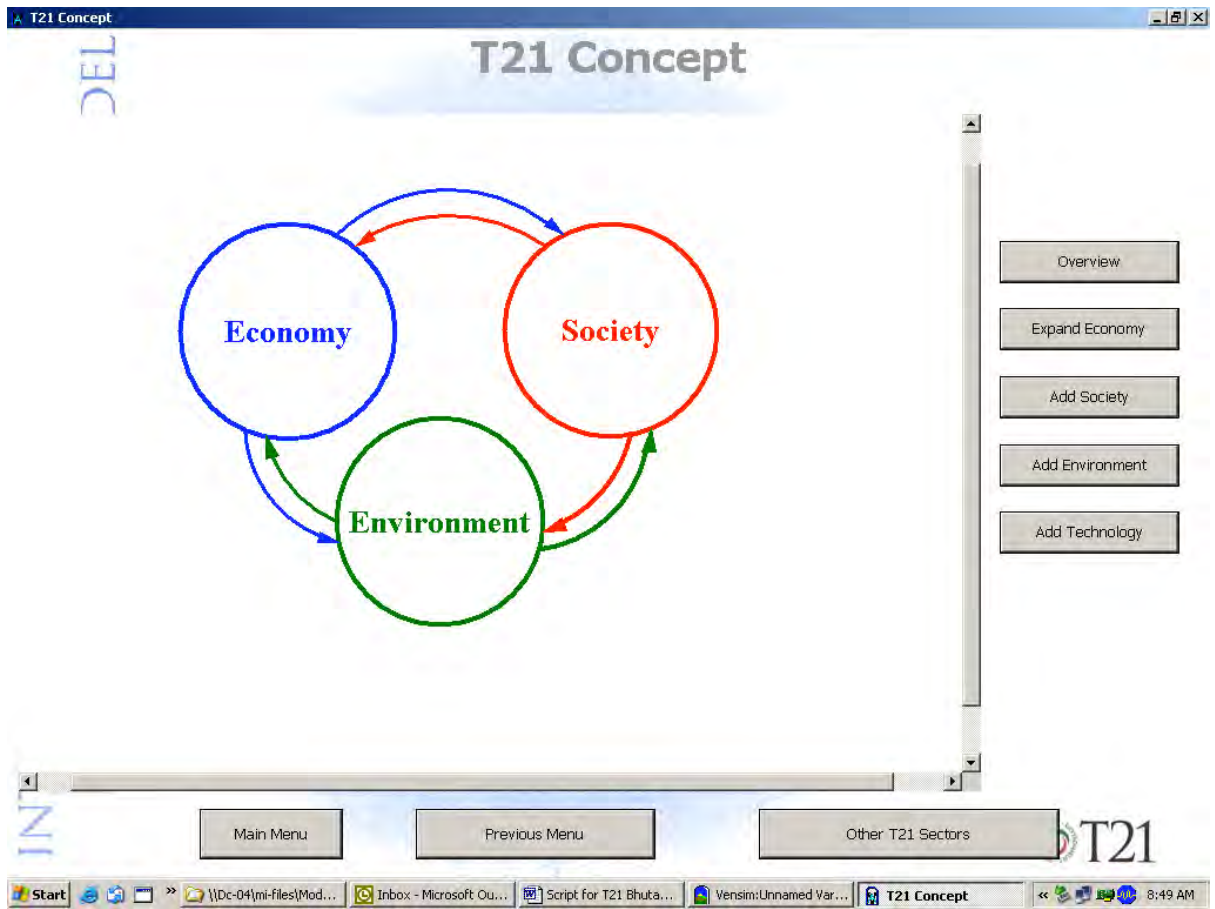 T21 Concept
DEL
T21 Concept
Economy
Society
Environment
Overview
Expand Economy
Add Society
Add Environment
Add Technology
IN
Main Menu
Previous Menu
Other T21 Sectors
T21
Start
»
\\Dc-04\mi-files\Mod...
Inbox - Microsoft Ou...
Script for T21 Bhuta...
Vensim:Unnamed Var...
T21 Concept
«
8:49 AM